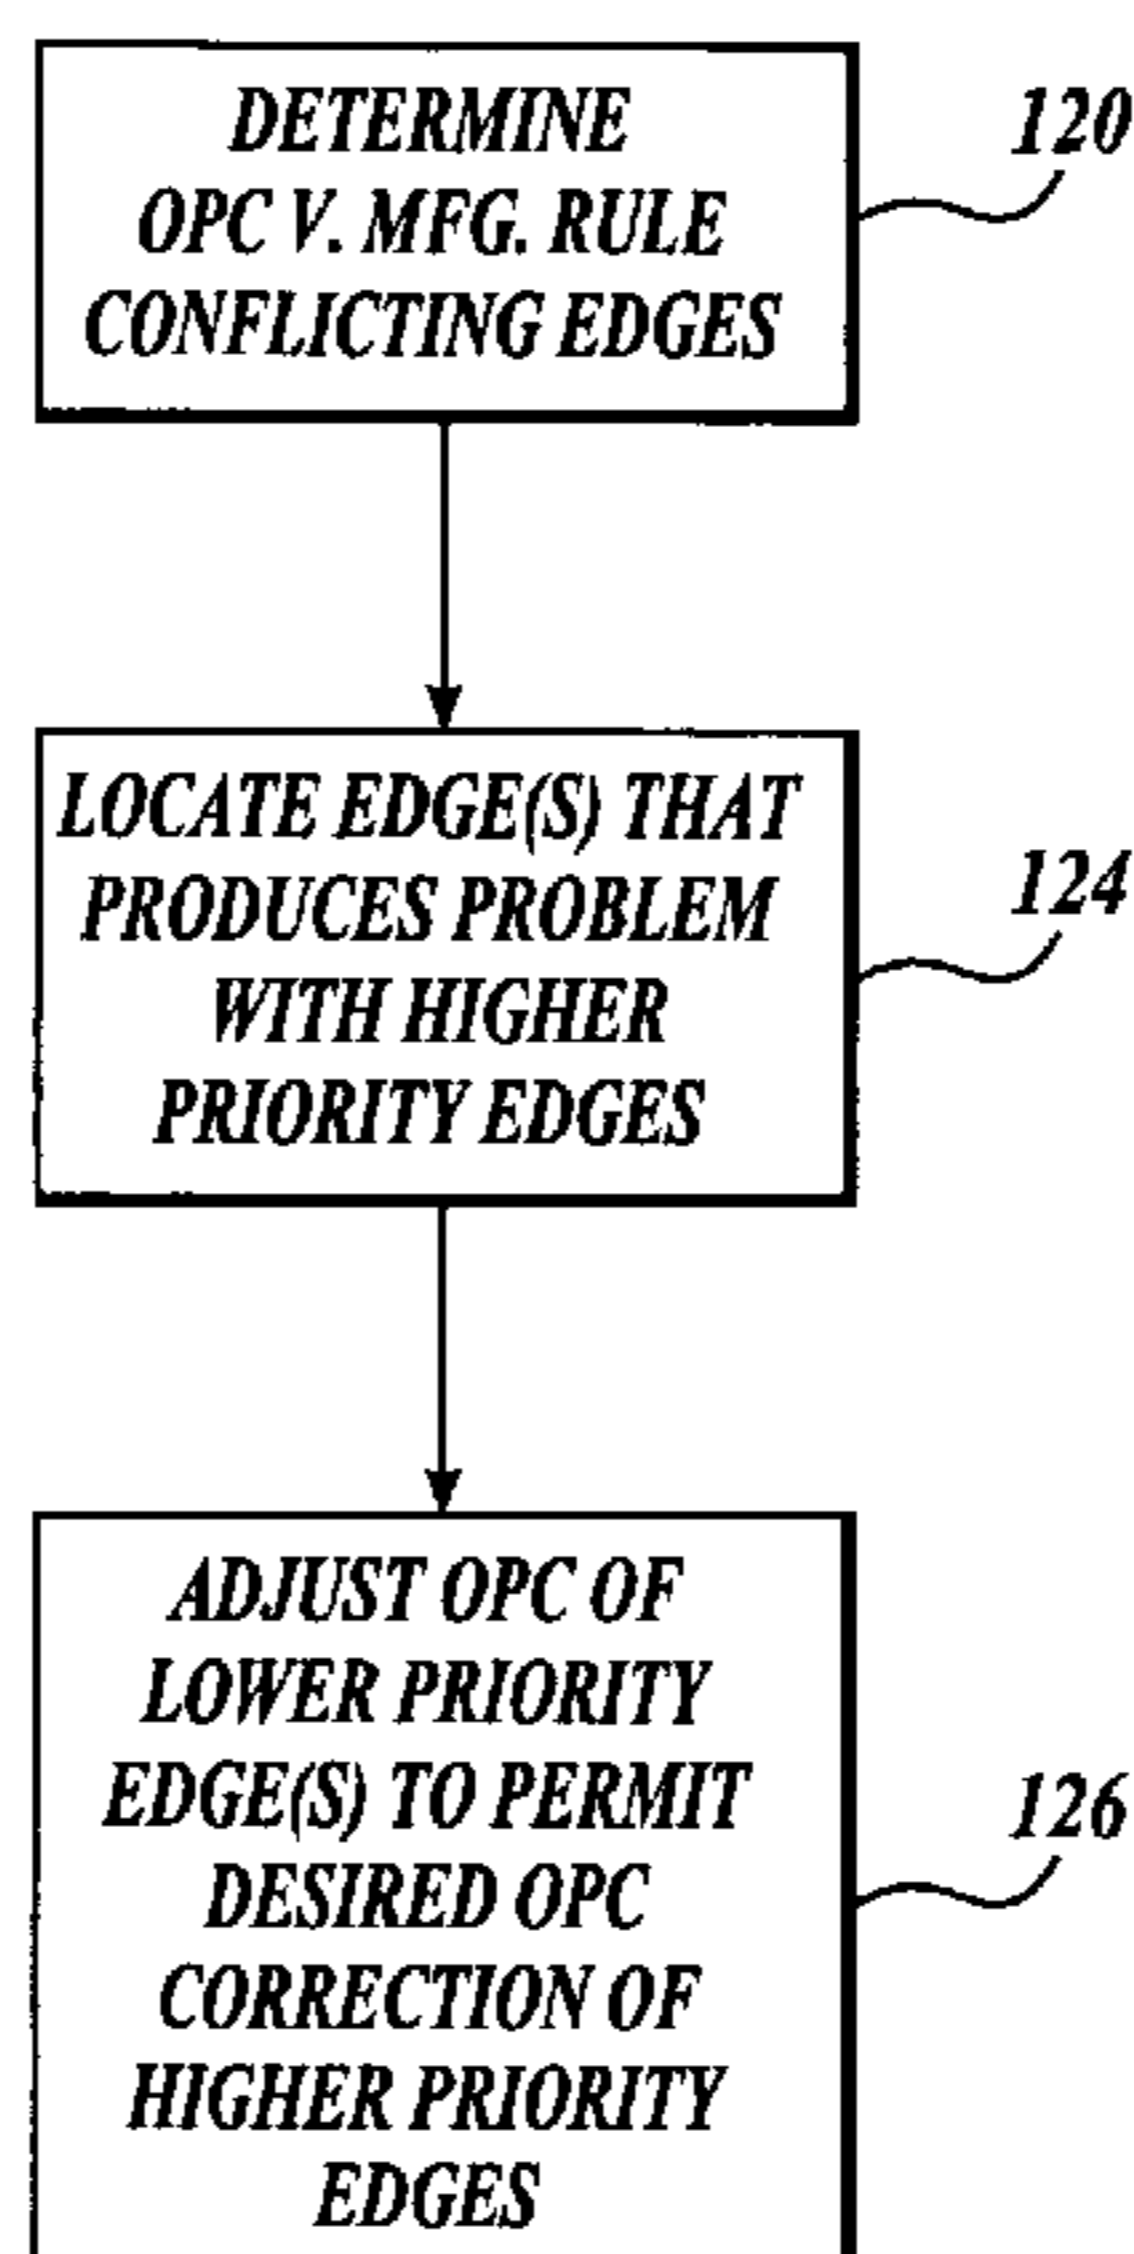 DETERMINE
OPC V. MFG. RULE
CONFLICTING EDGES
120
LOCATE EDGE(S) THAT
PRODUCES PROBLEM
WITH HIGHER
PRIORITY EDGES
124
ADJUST OPC OF
LOWER PRIORITY
EDGE(S) TO PERMIT
DESIRED OPC
CORRECTION OF
HIGHER PRIORITY
EDGES
126